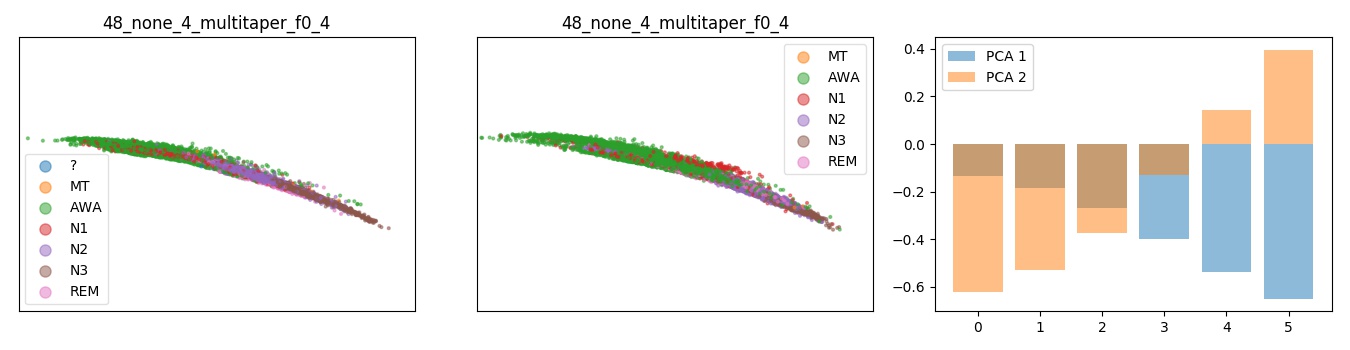 48_none_4_multitaper_f0_4
?
MT
AWA
N1
N2
N3
REM
48_none_4_multitaper_f0_4
MT
AWA
N1
N2
N3
REM
PCA 1
PCA 2
0.4
0.2
0.0
−0.2
−0.4
−0.6
0 1 2 3 4 5